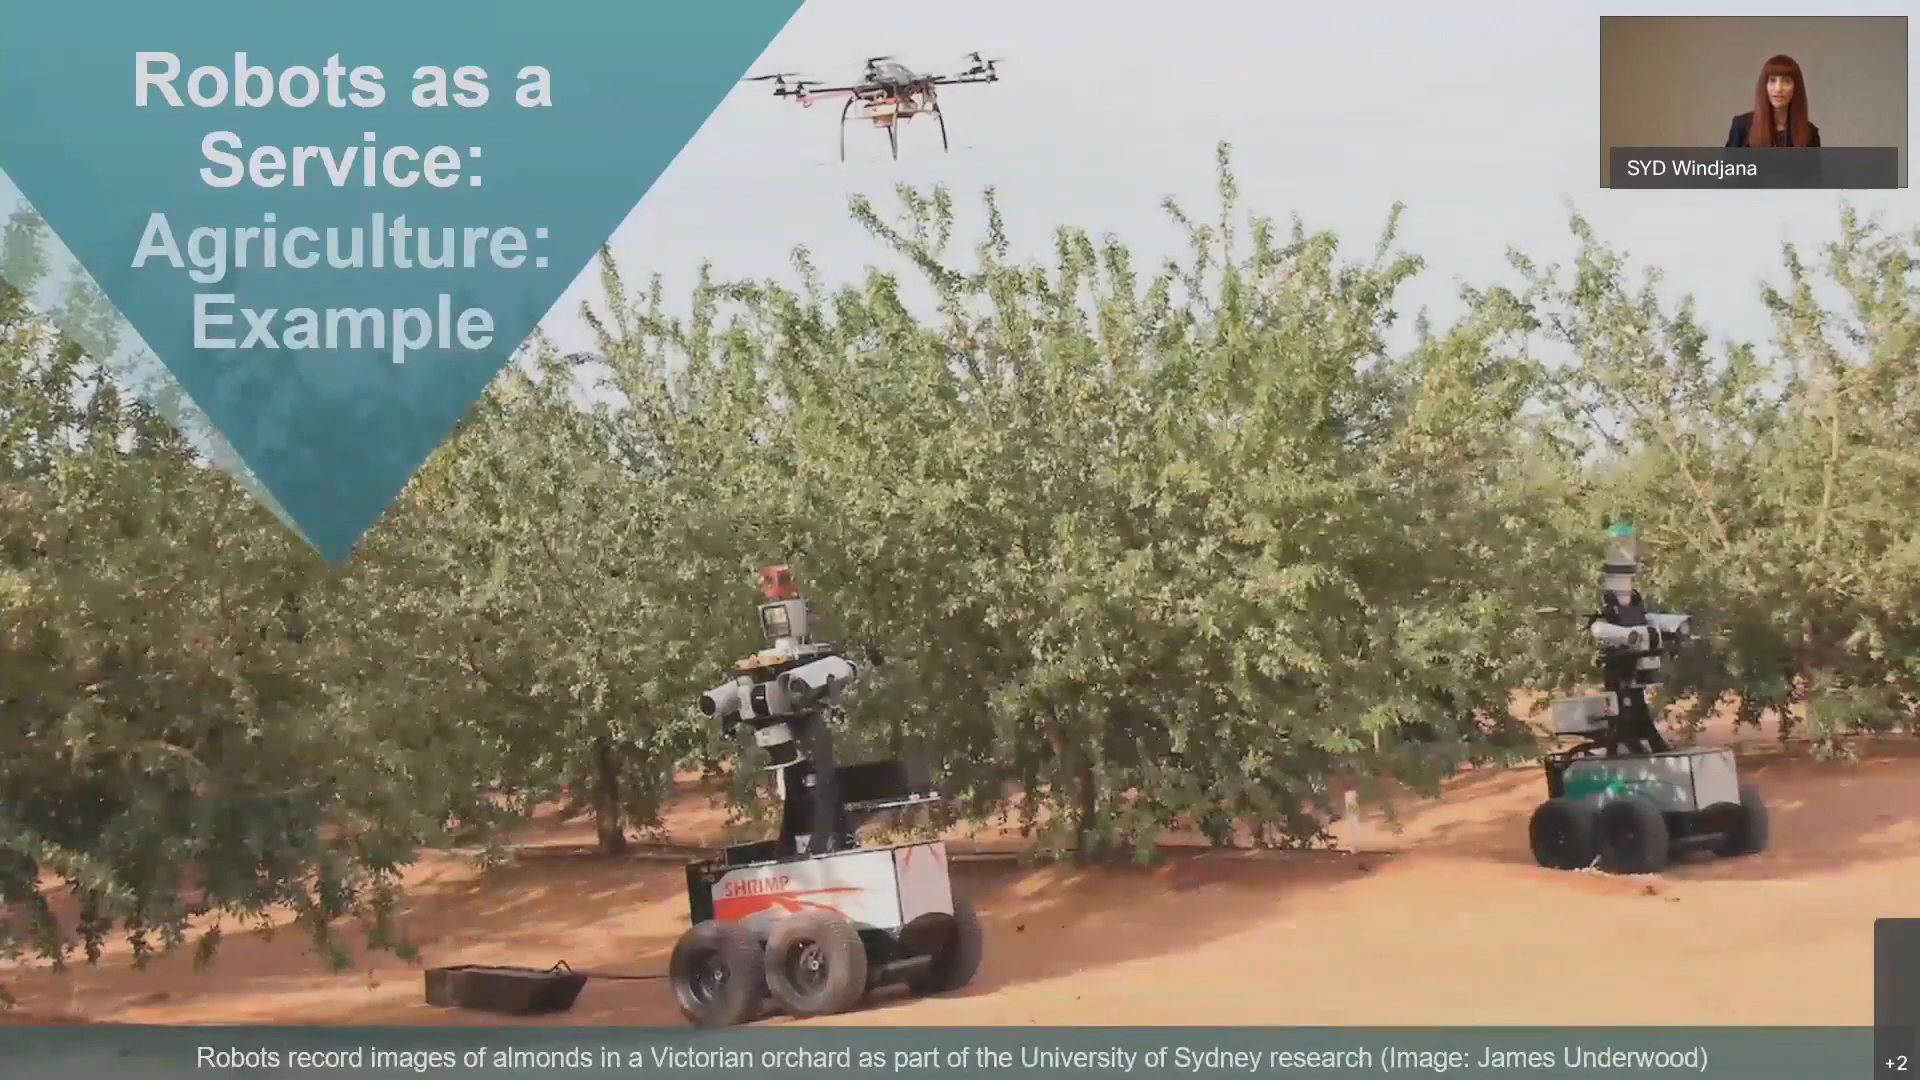 Robots as a
Service:
Agriculture:
Example
SYD Windjana
SHRIMP
Robots record images of almonds in a Victorian orchard as part of the University of Sydney research (Image: James Underwood)
+2